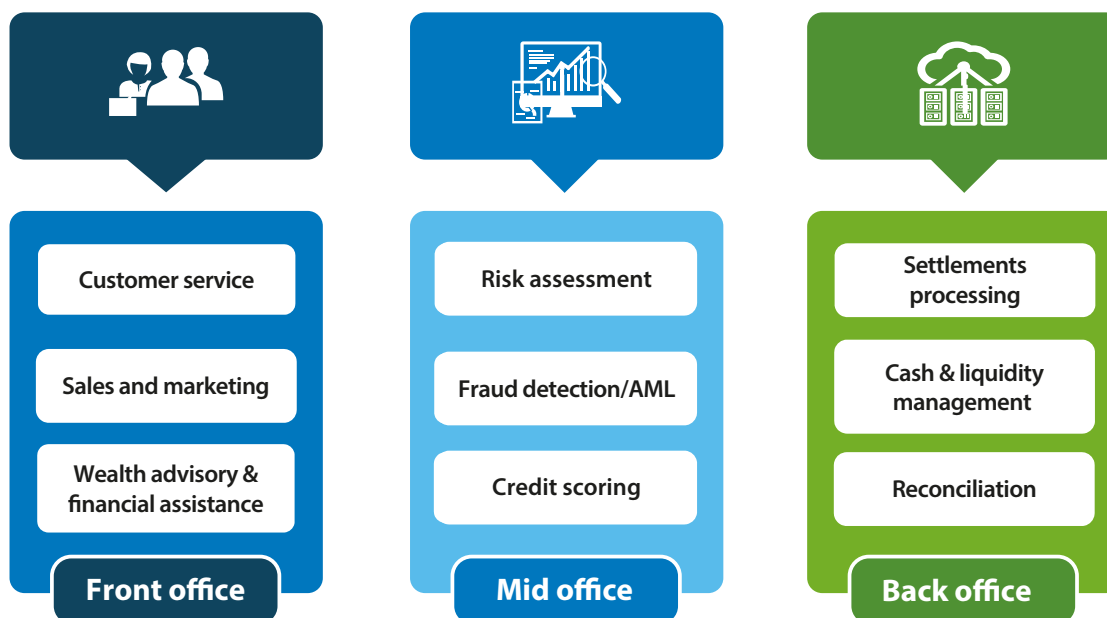 Customer service
Sales and marketing
Wealth advisory &
financial assistance
Front office
Risk assessment
Fraud detection/AML
Credit scoring
Mid office
Settlements
processing
Cash & liquidity
management
Reconciliation
Back office